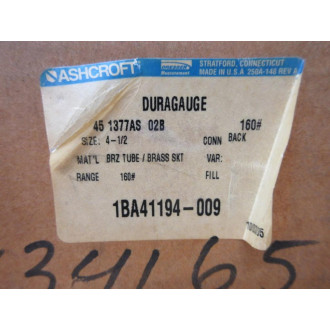 ASHCROFT
STRATFORD, CONNECTICUT
MADE IN U.S.A. 250A-140 REV
DURAGAUGE
45 1377AS 02B 160#
SIZE: 4-1/2 CONN BACK
MAT'L BRZ TUBE / BRASS SKT VAR:
RANGE 160# FILL
1BA41194-009
34165